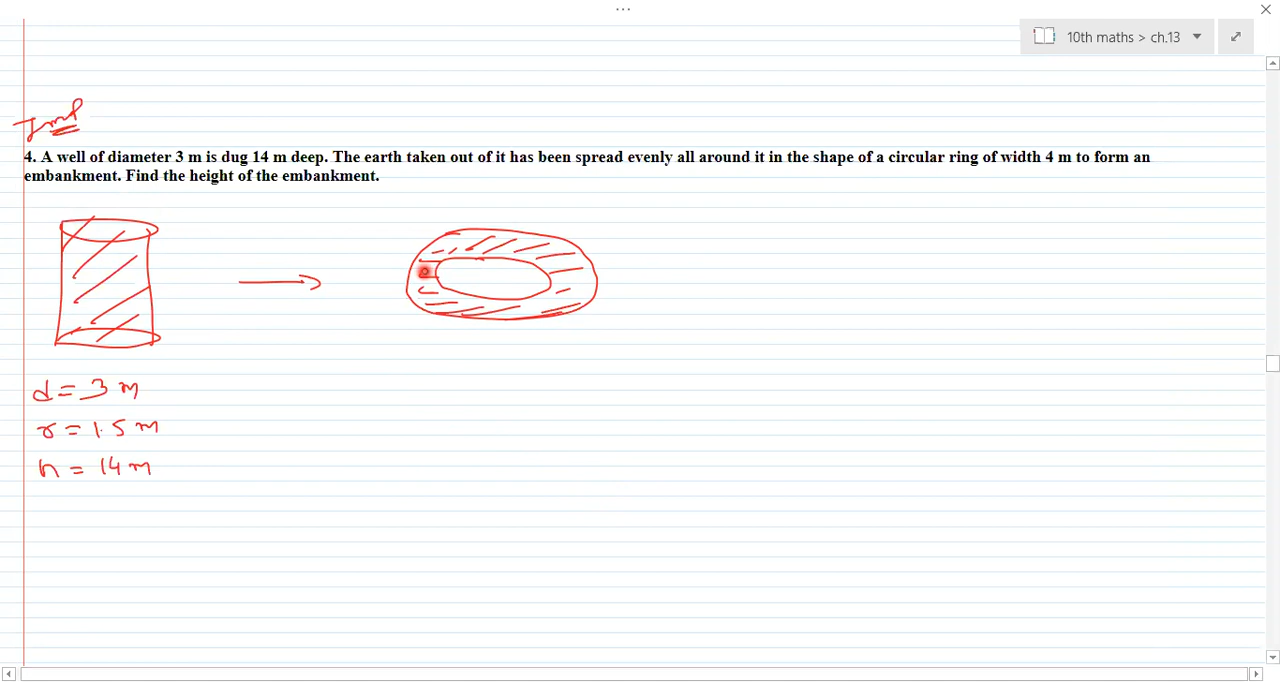 10th maths > ch.13
Imp
4. A well of diameter 3 m is dug 14 m deep. The earth taken out of it has been spread evenly all around it in the shape of a circular ring of width 4 m to form an
embankment. Find the height of the embankment.
d = 3 m
r = 1.5 m
h = 14 m